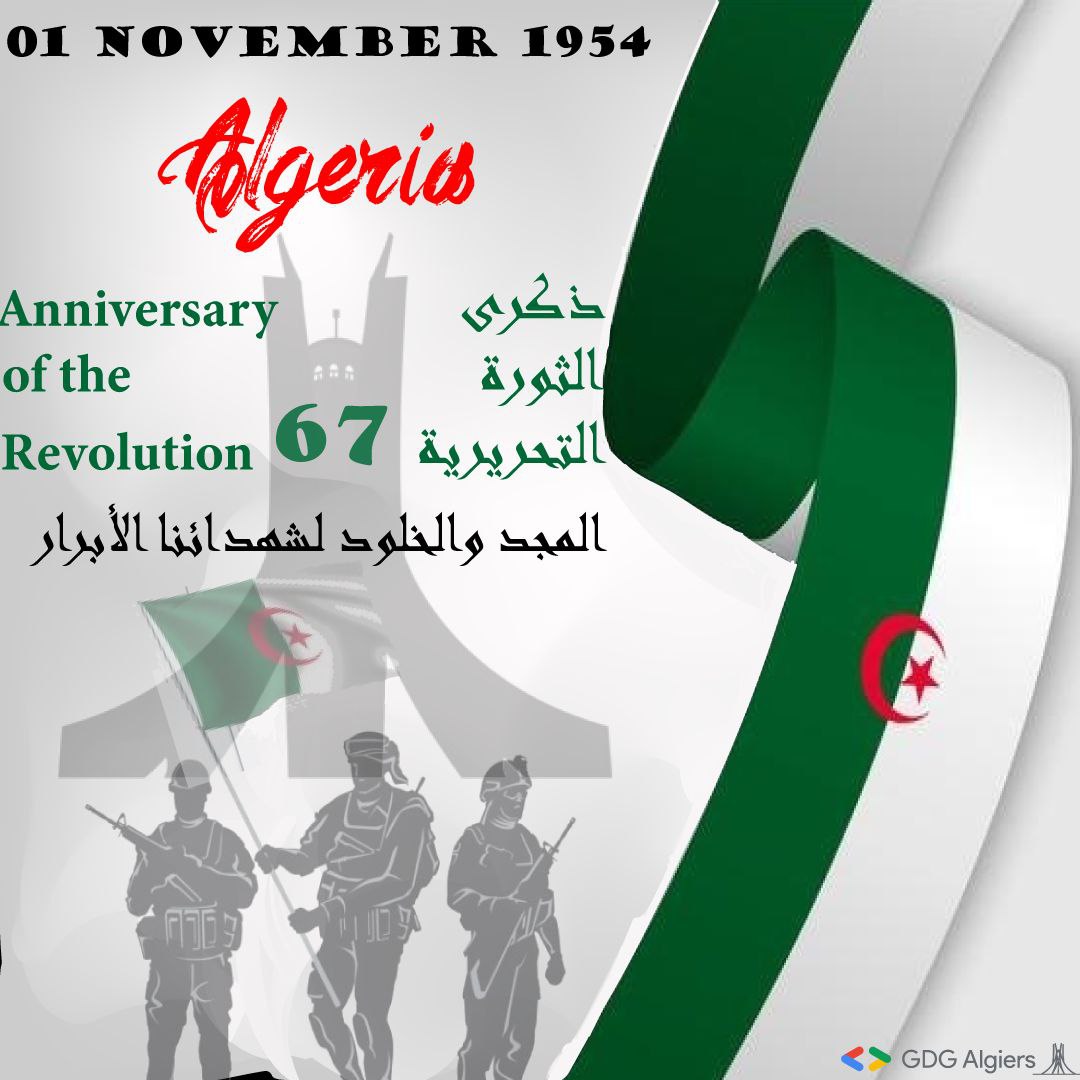 01 NOVEMBER 1954
Algeria
Anniversary
of the
Revolution
67
ذكرى
الثورة
التحريرية
المجد والخلود لشهدائنا الأبرار
GDG Algiers